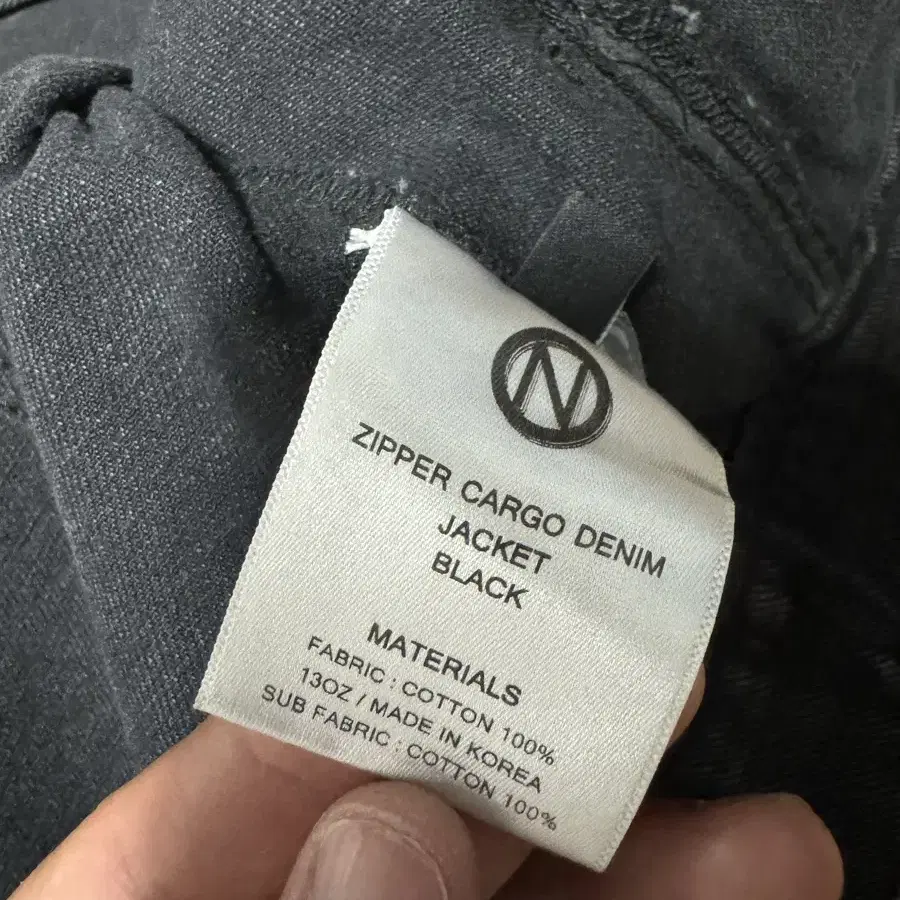 N
ZIPPER CARGO DENIM
JACKET
BLACK
MATERIALS
FABRIC : COTTON 100%
13OZ / MADE IN KOREA
SUB FABRIC : COTTON 100%